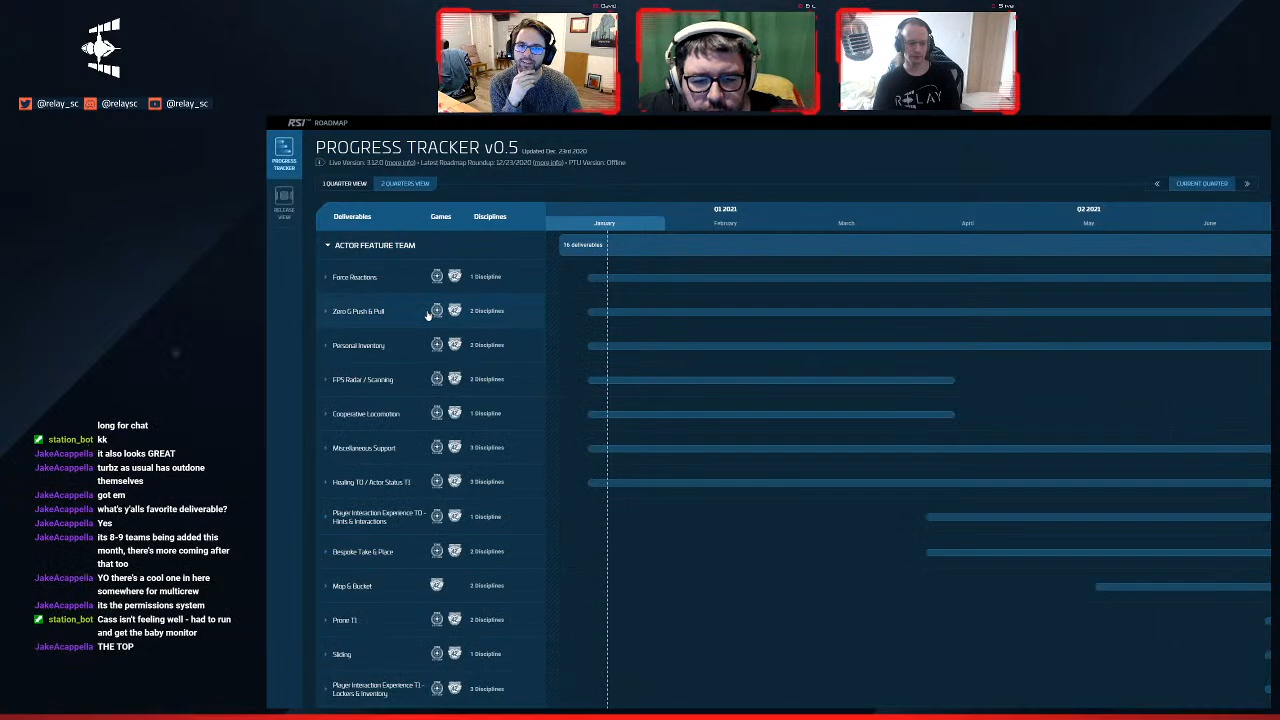 David
@relay_sc @relaysc @relay_sc
RELAY
RSI ROADMAP
PROGRESS TRACKER
RELEASE VIEW
PROGRESS TRACKER v0.5 Updated Dec. 23rd 2020
Live Version: 3.12.0 (more info) • Latest Roadmap Roundup: 12/23/2020 (more info) • PTU Version: Offline
1 QUARTER VIEW 2 QUARTERS VIEW CURRENT QUARTER
Deliverables Games Disciplines Q1 2021 Q2 2021
January February March April May June
ACTOR FEATURE TEAM 16 deliverables
Force Reactions 1 Discipline
Zero G Push & Pull 2 Disciplines
Personal Inventory 2 Disciplines
FPS Radar / Scanning 2 Disciplines
Cooperative Locomotion 1 Discipline
Miscellaneous Support 3 Disciplines
Healing T0 / Actor Status T1 3 Disciplines
Player Interaction Experience T0 -
Hints & Interactions 1 Discipline
Bespoke Take & Place 2 Disciplines
Mop & Bucket 2 Disciplines
Prone T1 2 Disciplines
Sliding 1 Discipline
Player Interaction Experience T1 -
Lockers & Inventory 3 Disciplines
long for chat
station_bot kk
JakeAcappella it also looks GREAT
JakeAcappella turbz as usual has outdone
themselves
JakeAcappella got em
JakeAcappella what's y'alls favorite deliverable?
JakeAcappella Yes
JakeAcappella its 8-9 teams being added this
month, there's more coming after
that too
JakeAcappella YO there's a cool one in here
somewhere for multicrew
JakeAcappella its the permissions system
station_bot Cass isn't feeling well - had to run
and get the baby monitor
JakeAcappella THE TOP